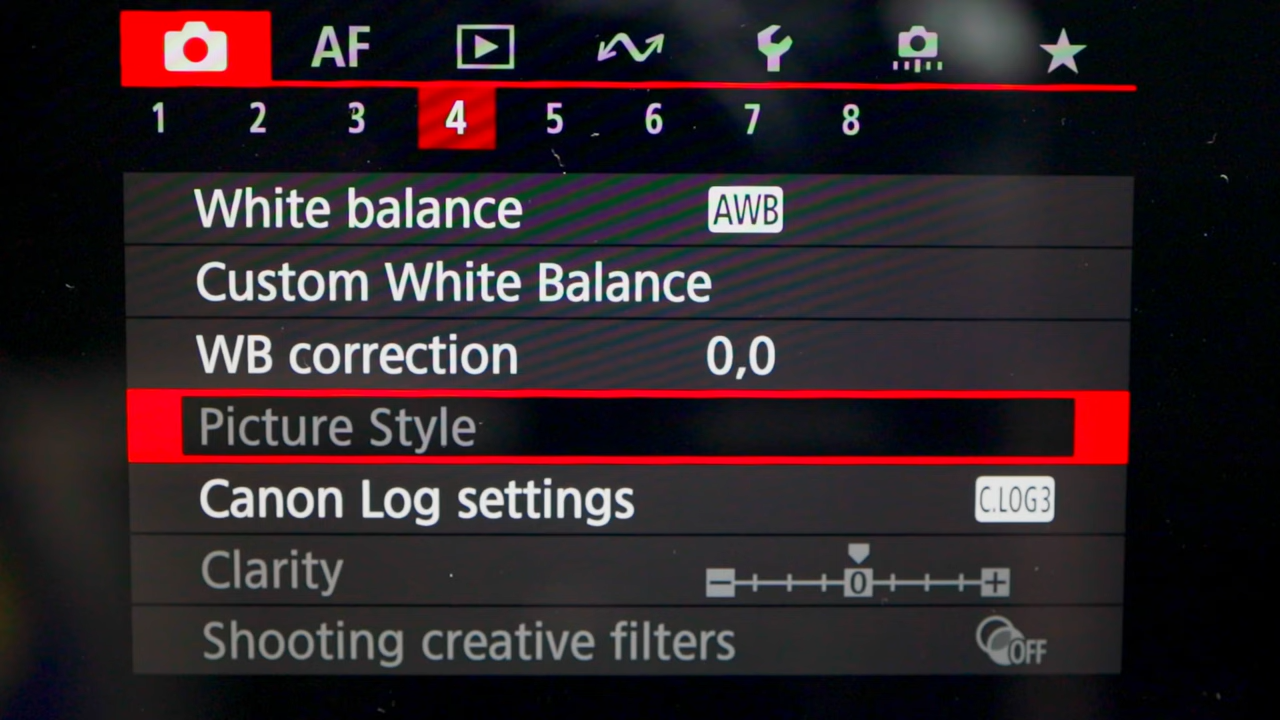 AF
1 2 3 4 5 6 7 8
White balance AWB
Custom White Balance
WB correction 0,0
Picture Style
Canon Log settings C.LOG3
Clarity − 0 +
Shooting creative filters OFF